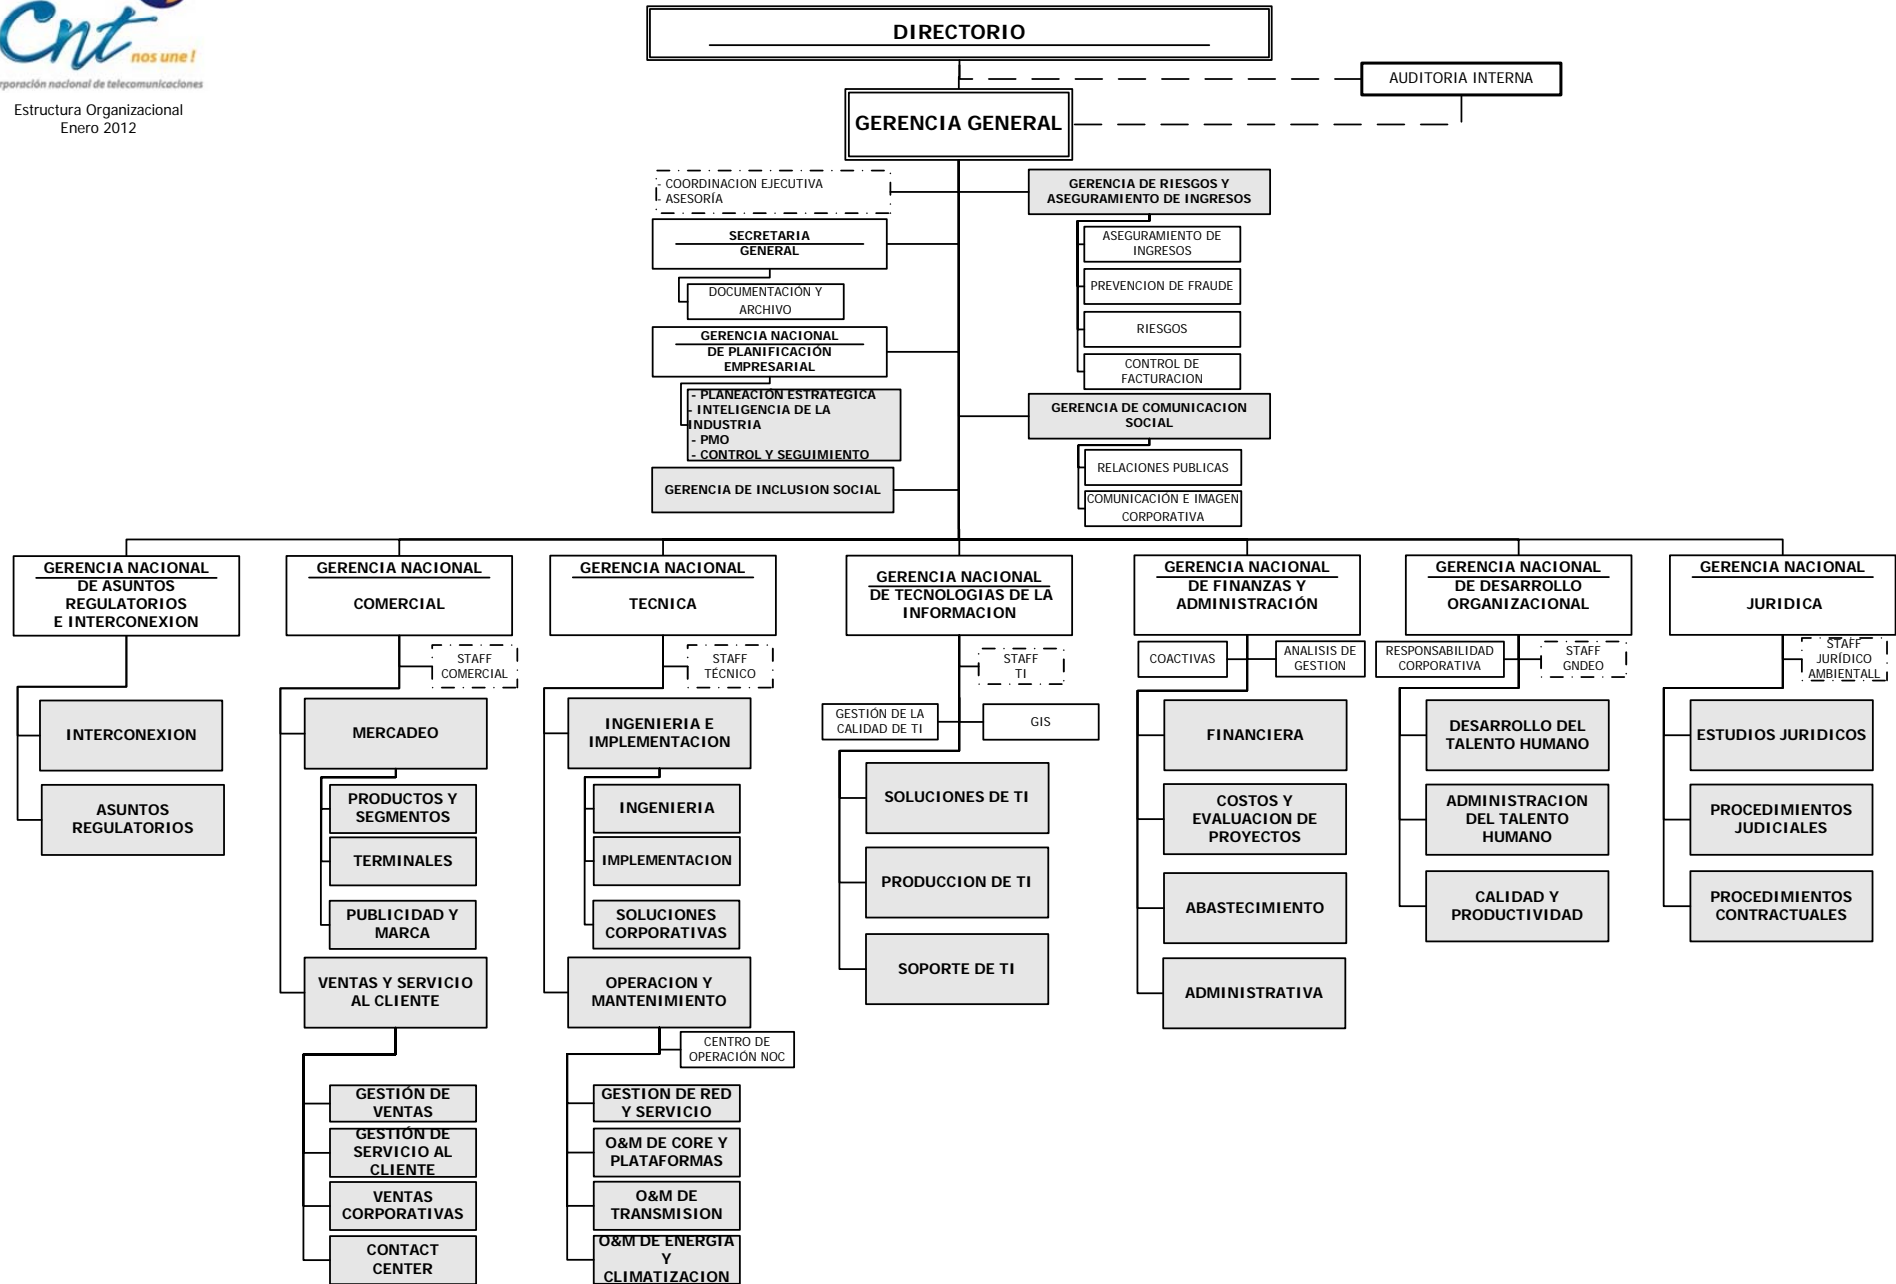 Cnt
nos une !
rporación nacional de telecomunicaciones
Estructura Organizacional
Enero 2012
DIRECTORIO
AUDITORIA INTERNA
GERENCIA GENERAL
- COORDINACION EJECUTIVA
- ASESORÍA
SECRETARIA
GENERAL
DOCUMENTACIÓN Y
ARCHIVO
GERENCIA NACIONAL
DE PLANIFICACIÓN
EMPRESARIAL
- PLANEACIÓN ESTRATEGICA
- INTELIGENCIA DE LA
INDUSTRIA
- PMO
- CONTROL Y SEGUIMIENTO
GERENCIA DE INCLUSION SOCIAL
GERENCIA DE RIESGOS Y
ASEGURAMIENTO DE INGRESOS
ASEGURAMIENTO DE
INGRESOS
PREVENCION DE FRAUDE
RIESGOS
CONTROL DE
FACTURACION
GERENCIA DE COMUNICACION
SOCIAL
RELACIONES PUBLICAS
COMUNICACIÓN E IMAGEN
CORPORATIVA
GERENCIA NACIONAL
DE ASUNTOS
REGULATORIOS
E INTERCONEXION
INTERCONEXION
ASUNTOS
REGULATORIOS
GERENCIA NACIONAL
COMERCIAL
STAFF
COMERCIAL
MERCADEO
PRODUCTOS Y
SEGMENTOS
TERMINALES
PUBLICIDAD Y
MARCA
VENTAS Y SERVICIO
AL CLIENTE
GESTIÓN DE
VENTAS
GESTIÓN DE
SERVICIO AL
CLIENTE
VENTAS
CORPORATIVAS
CONTACT
CENTER
GERENCIA NACIONAL
TECNICA
STAFF
TÉCNICO
INGENIERIA E
IMPLEMENTACION
INGENIERIA
IMPLEMENTACION
SOLUCIONES
CORPORATIVAS
OPERACION Y
MANTENIMIENTO
CENTRO DE
OPERACIÓN NOC
GESTION DE RED
Y SERVICIO
O&M DE CORE Y
PLATAFORMAS
O&M DE
TRANSMISION
O&M DE ENERGIA
Y
CLIMATIZACION
GERENCIA NACIONAL
DE TECNOLOGIAS DE LA
INFORMACION
STAFF
TI
GESTIÓN DE LA
CALIDAD DE TI
GIS
SOLUCIONES DE TI
PRODUCCION DE TI
SOPORTE DE TI
GERENCIA NACIONAL
DE FINANZAS Y
ADMINISTRACIÓN
COACTIVAS
ANALISIS DE
GESTION
FINANCIERA
COSTOS Y
EVALUACION DE
PROYECTOS
ABASTECIMIENTO
ADMINISTRATIVA
GERENCIA NACIONAL
DE DESARROLLO
ORGANIZACIONAL
RESPONSABILIDAD
CORPORATIVA
STAFF
GNDEO
DESARROLLO DEL
TALENTO HUMANO
ADMINISTRACION
DEL TALENTO
HUMANO
CALIDAD Y
PRODUCTIVIDAD
GERENCIA NACIONAL
JURIDICA
STAFF
JURÍDICO
AMBIENTALL
ESTUDIOS JURIDICOS
PROCEDIMIENTOS
JUDICIALES
PROCEDIMIENTOS
CONTRACTUALES